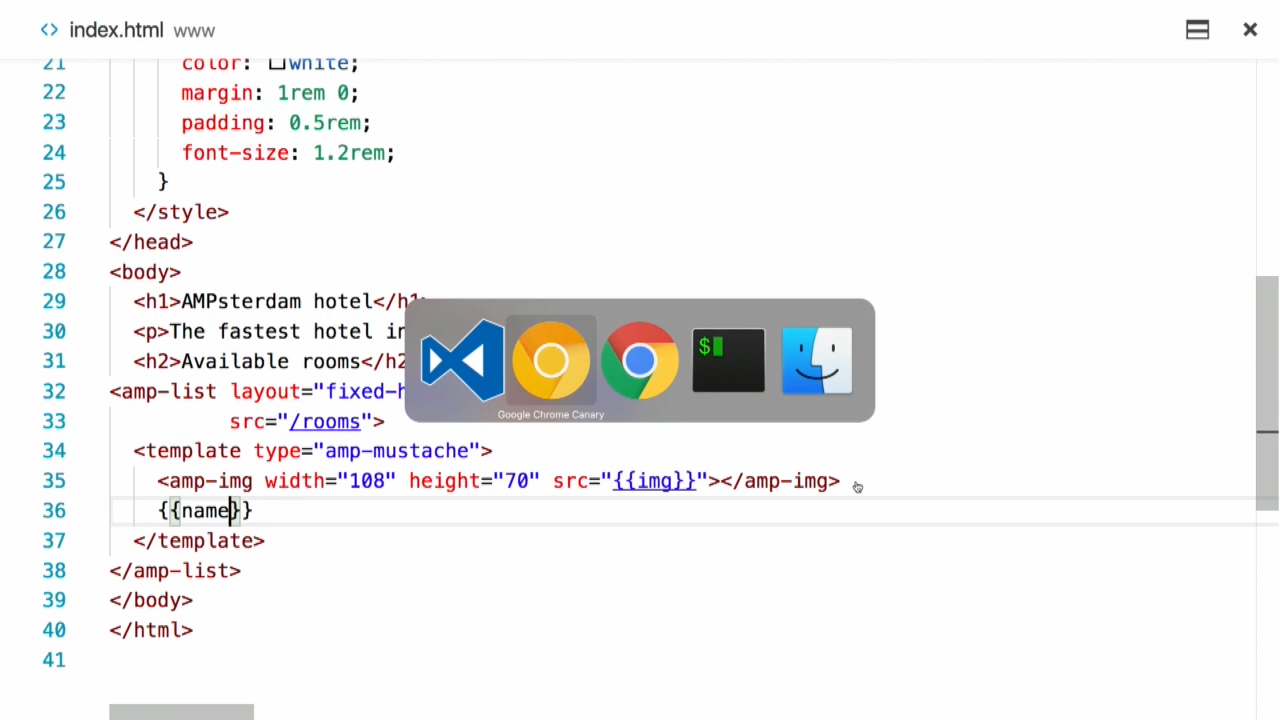 index.html www
21 color: white;
22 margin: 1rem 0;
23 padding: 0.5rem;
24 font-size: 1.2rem;
25 }
26 </style>
27 </head>
28 <body>
29 <h1>AMPsterdam hotel</h1>
30 <p>The fastest hotel in
31 <h2>Available rooms</h2
32 <amp-list layout="fixed-h
33 src="/rooms">
34 <template type="amp-mustache">
35 <amp-img width="108" height="70" src="{{img}}"></amp-img>
36 {{name}}
37 </template>
38 </amp-list>
39 </body>
40 </html>
41
$
Google Chrome Canary